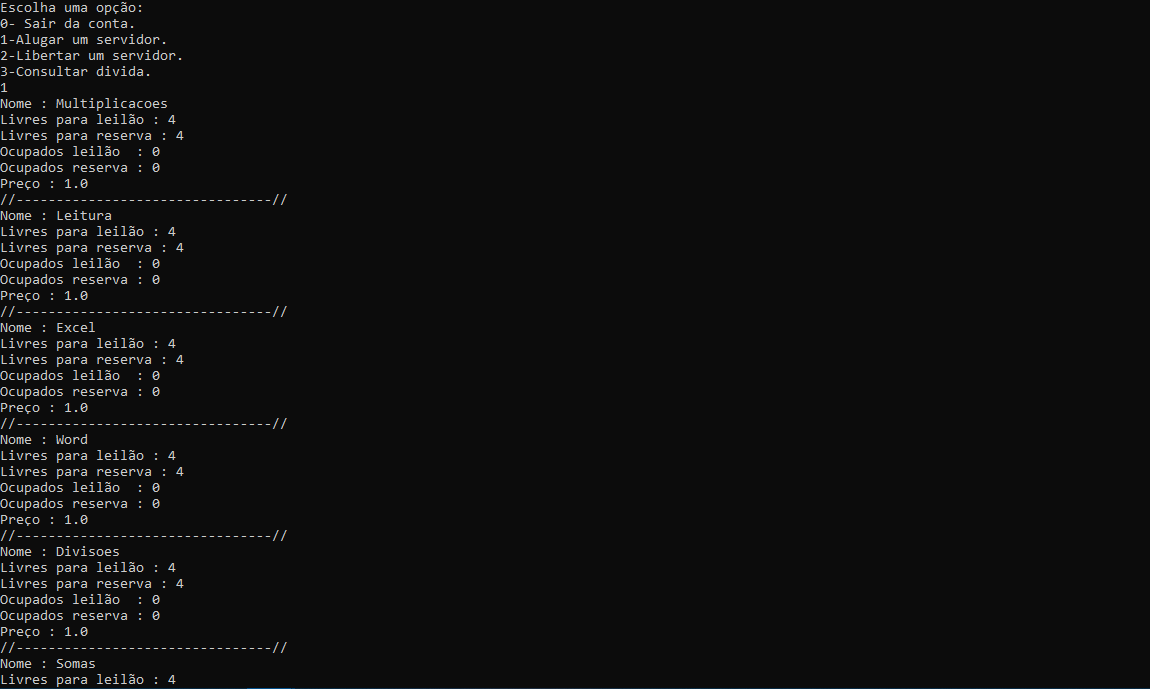 Escolha uma opção:
0- Sair da conta.
1-Alugar um servidor.
2-Libertar um servidor.
3-Consultar divida.
1
Nome : Multiplicacoes
Livres para leilão : 4
Livres para reserva : 4
Ocupados leilão  : 0
Ocupados reserva : 0
Preço : 1.0
//--------------------------------//
Nome : Leitura
Livres para leilão : 4
Livres para reserva : 4
Ocupados leilão  : 0
Ocupados reserva : 0
Preço : 1.0
//--------------------------------//
Nome : Excel
Livres para leilão : 4
Livres para reserva : 4
Ocupados leilão  : 0
Ocupados reserva : 0
Preço : 1.0
//--------------------------------//
Nome : Word
Livres para leilão : 4
Livres para reserva : 4
Ocupados leilão  : 0
Ocupados reserva : 0
Preço : 1.0
//--------------------------------//
Nome : Divisoes
Livres para leilão : 4
Livres para reserva : 4
Ocupados leilão  : 0
Ocupados reserva : 0
Preço : 1.0
//--------------------------------//
Nome : Somas
Livres para leilão : 4